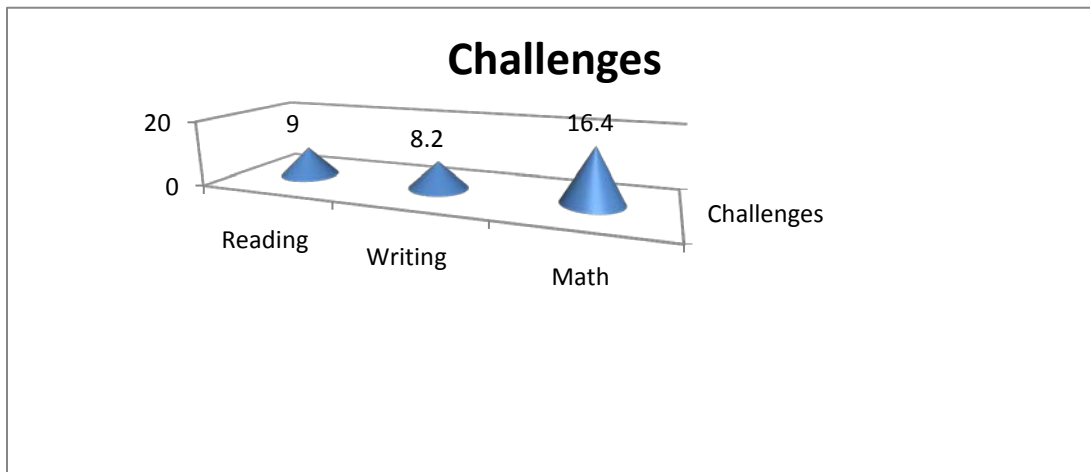 Challenges
20
0
9
8.2
16.4
Reading
Writing
Math
Challenges